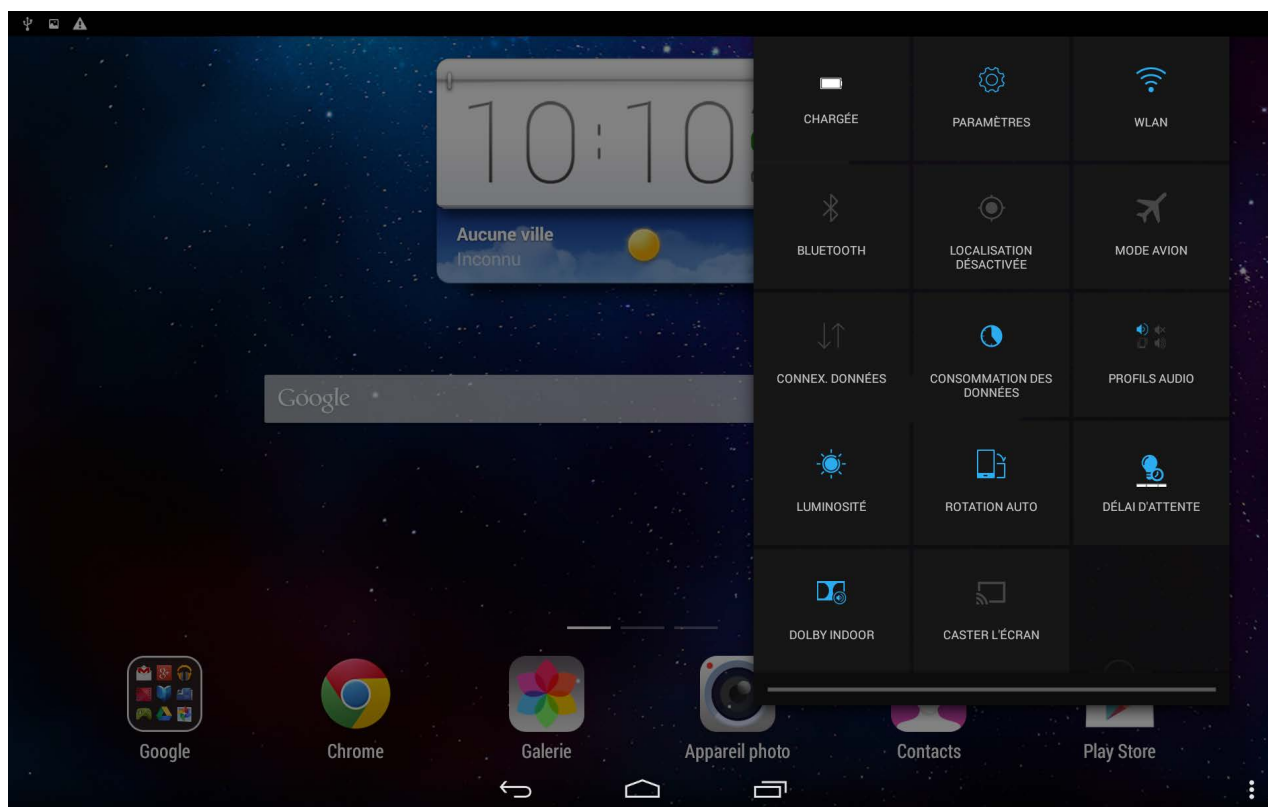 10:10
Aucune ville
Inconnu
Google
CHARGÉE
PARAMÈTRES
WLAN
BLUETOOTH
LOCALISATION
DÉSACTIVÉE
MODE AVION
CONNEX. DONNÉES
CONSOMMATION DES
DONNÉES
PROFILS AUDIO
LUMINOSITÉ
ROTATION AUTO
DÉLAI D'ATTENTE
DOLBY INDOOR
CASTER L'ÉCRAN
Google
Chrome
Galerie
Appareil photo
Contacts
Play Store